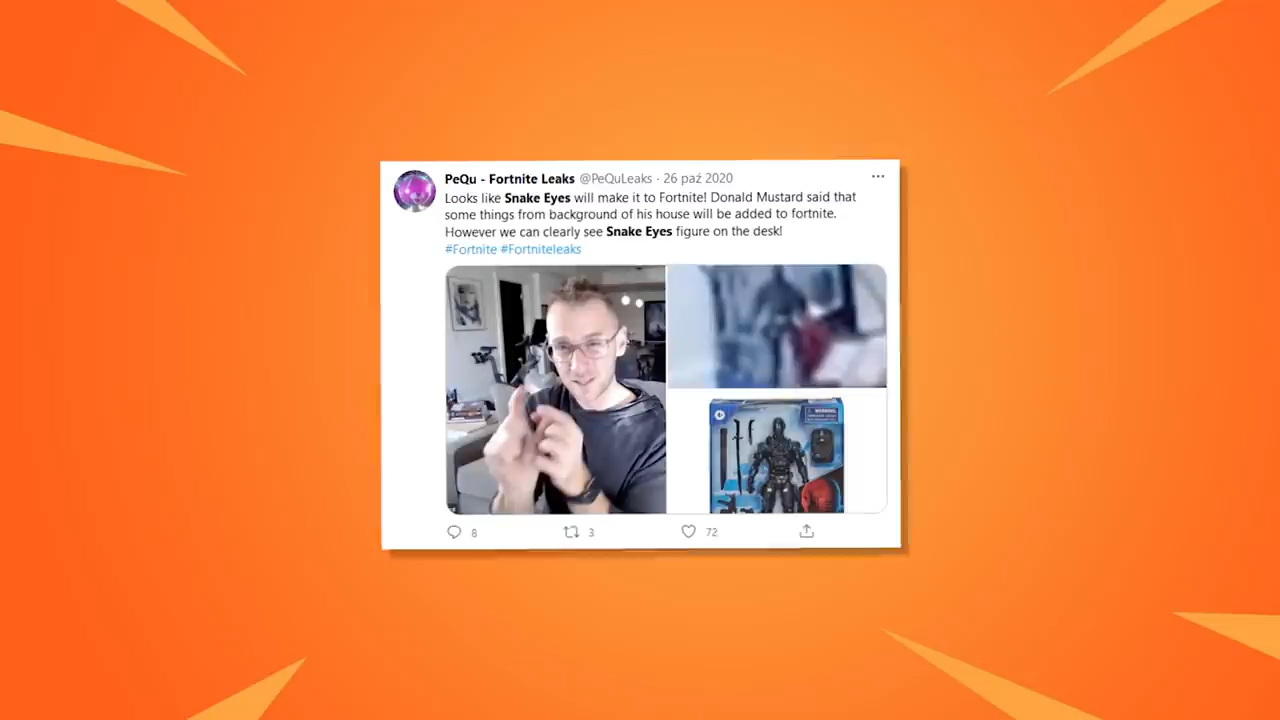 PeQu - Fortnite Leaks @PeQuLeaks · 26 paź 2020
Looks like Snake Eyes will make it to Fortnite! Donald Mustard said that
some things from background of his house will be added to fortnite.
However we can clearly see Snake Eyes figure on the desk!
#Fortnite #Fortniteleaks
WARNING
8 3 72